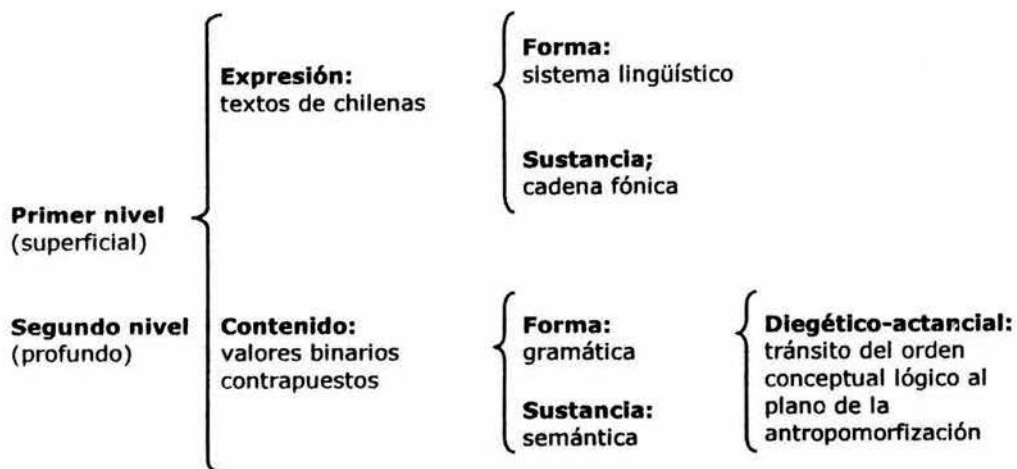 Forma:
sistema lingüístico
Expresión:
textos de chilenas
Sustancia;
cadena fónica
Primer nivel
(superficial)
Segundo nivel
(profundo)
Contenido:
valores binarios
contrapuestos
Forma:
gramática
Sustancia:
semántica
Diegético-actancial:
tránsito del orden
conceptual lógico al
plano de la
antropomorfización